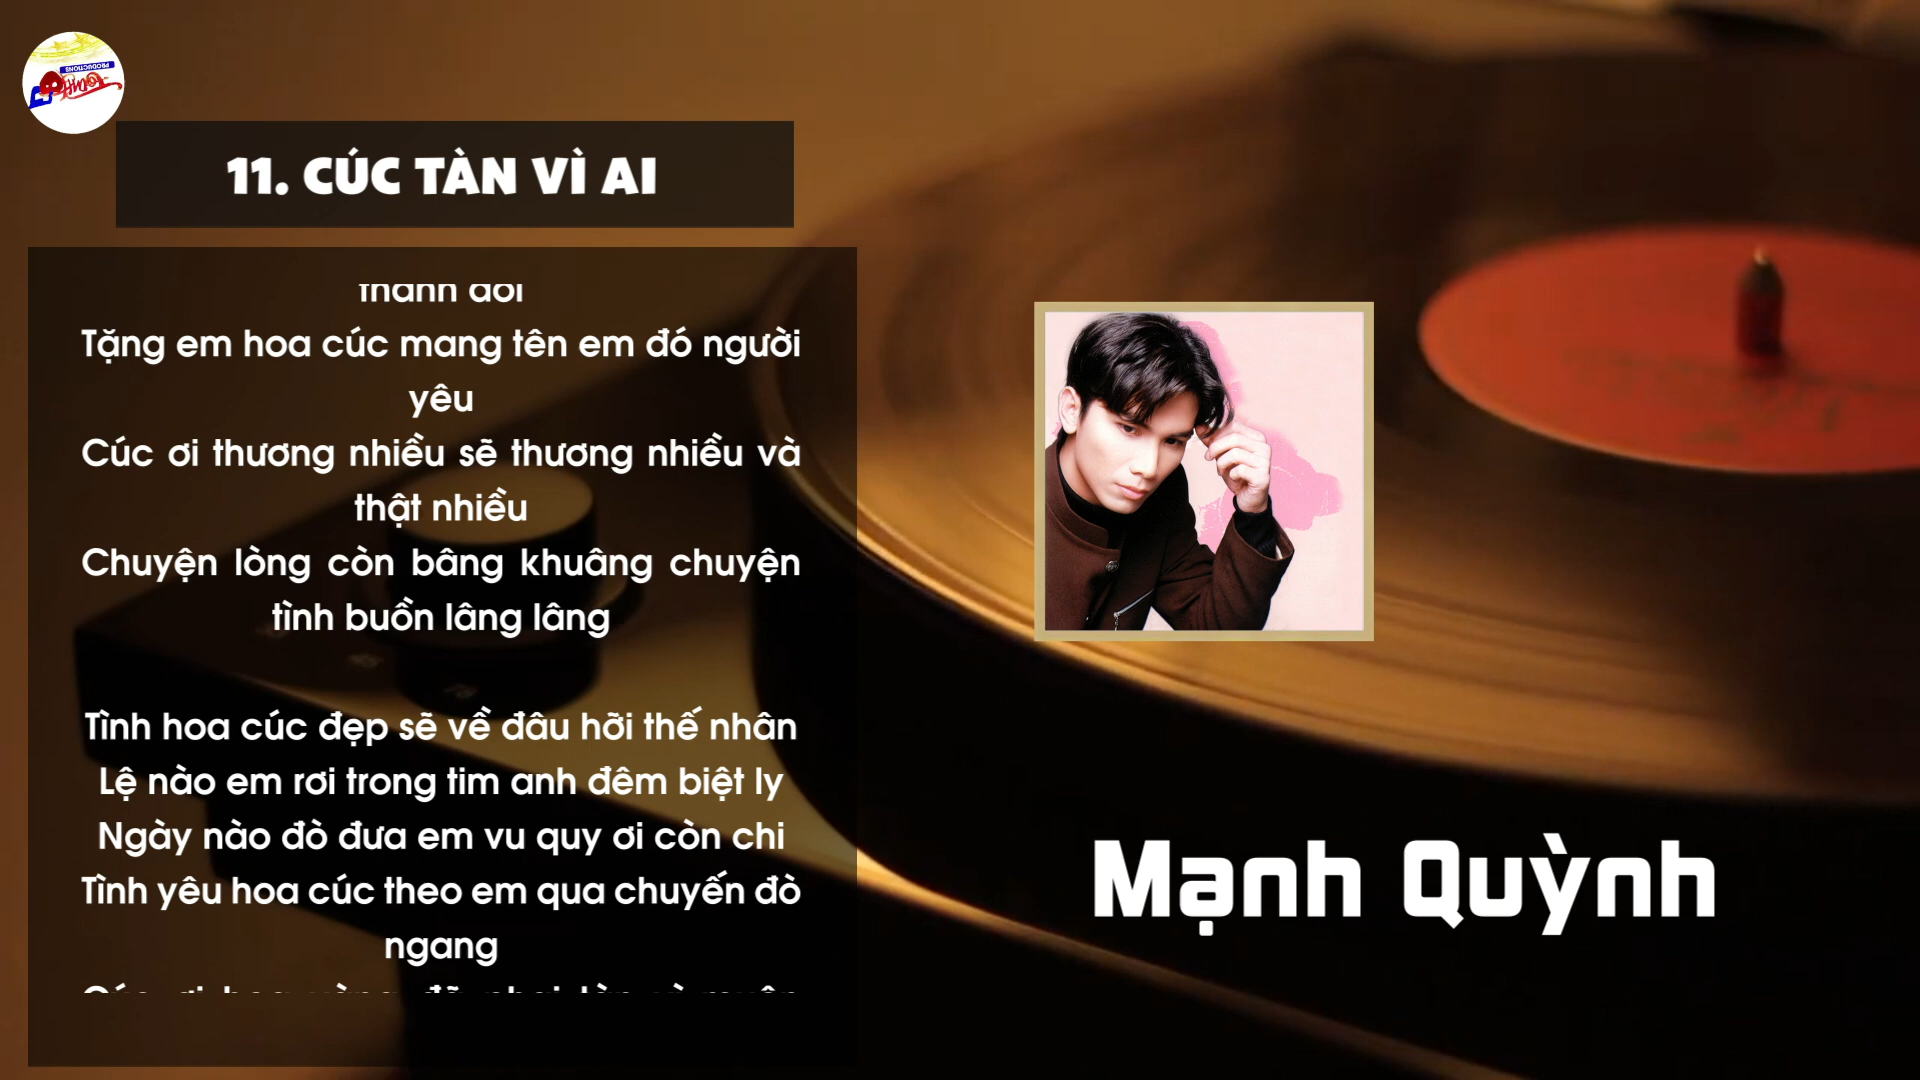 PRODUCTIONS
11. CÚC TÀN VÌ AI
thành đôi
Tặng em hoa cúc mang tên em đó người
yêu
Cúc ơi thương nhiều sẽ thương nhiều và
thật nhiều
Chuyện lòng còn bâng khuâng chuyện
tình buồn lâng lâng
Tình hoa cúc đẹp sẽ về đâu hỡi thế nhân
Lệ nào em rơi trong tim anh đêm biệt ly
Ngày nào đò đưa em vu quy ơi còn chi
Tình yêu hoa cúc theo em qua chuyến đò
ngang
Mạnh Quỳnh